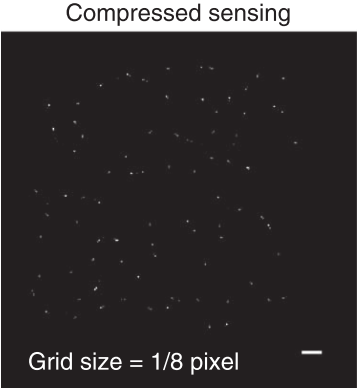 Compressed sensing
Grid size = 1/8 pixel